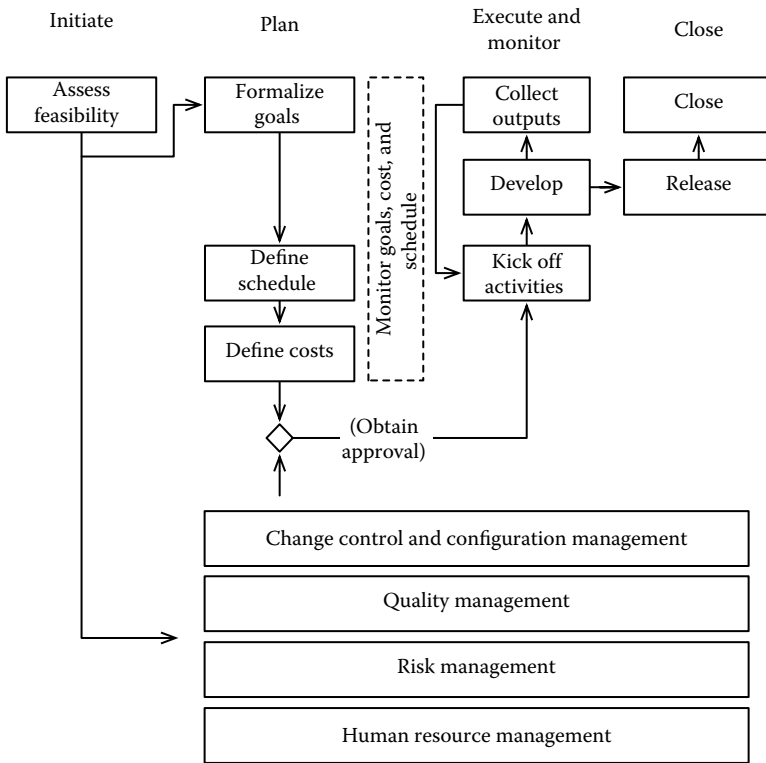 Initiate
Plan
Execute and
monitor
Close
Assess
feasibility
Formalize
goals
Define
schedule
Define costs
(Obtain
approval)
Monitor goals, cost, and
schedule
Collect
outputs
Develop
Kick off
activities
Close
Release
Change control and configuration management
Quality management
Risk management
Human resource management